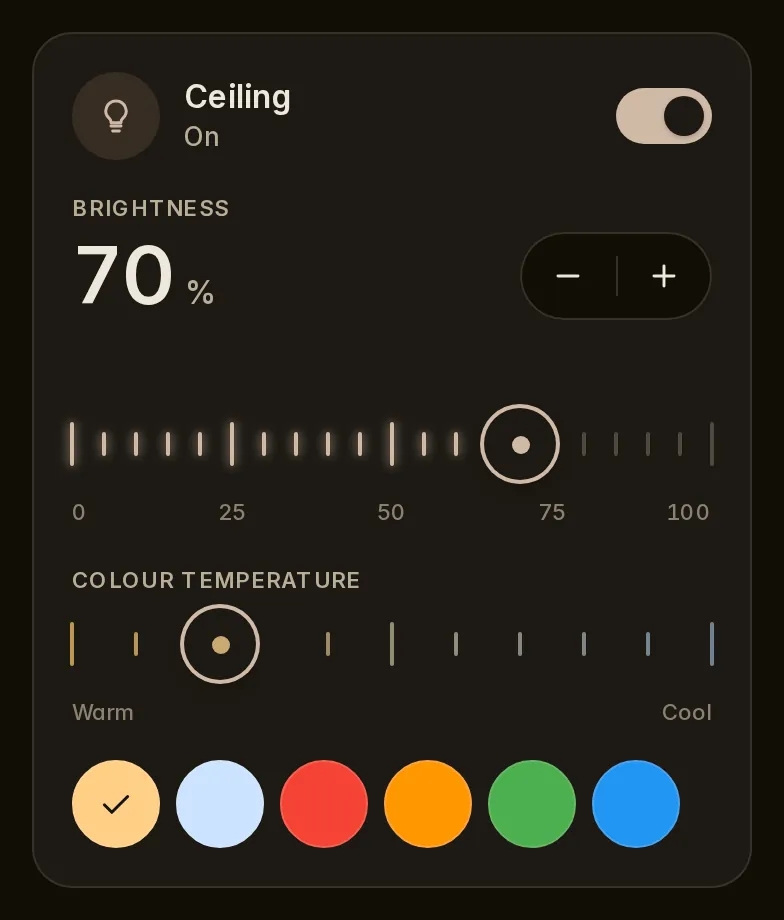 Ceiling
On
BRIGHTNESS
70 %
0 25 50 75 100
COLOUR TEMPERATURE
Warm Cool